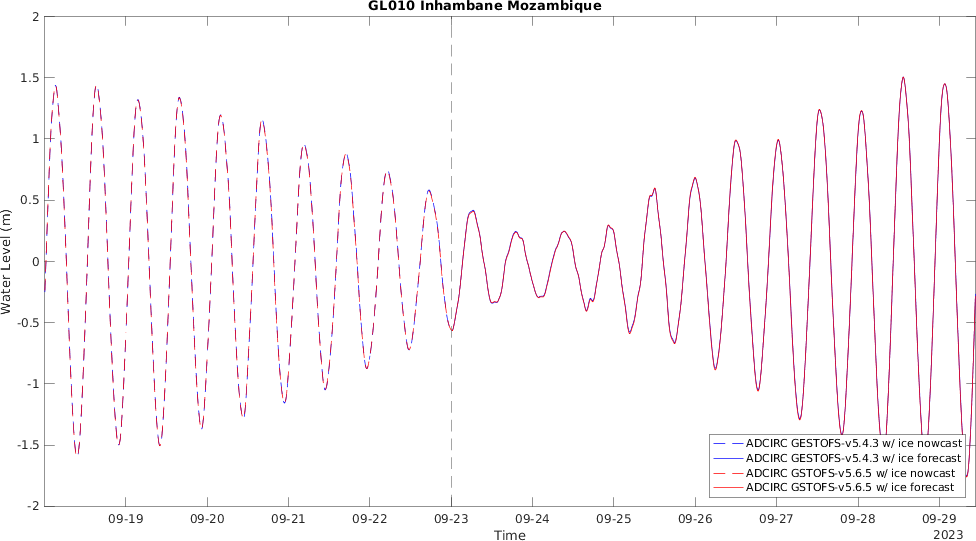 GL010 Inhambane Mozambique
2
1.5
1
0.5
0
-0.5
-1
-1.5
-2
Water Level (m)
ADCIRC GESTOFS-v5.4.3 w/ ice nowcast
ADCIRC GESTOFS-v5.4.3 w/ ice forecast
ADCIRC GSTOFS-v5.6.5 w/ ice nowcast
ADCIRC GSTOFS-v5.6.5 w/ ice forecast
09-19 09-20 09-21 09-22 09-23 09-24 09-25 09-26 09-27 09-28 09-29
2023
Time